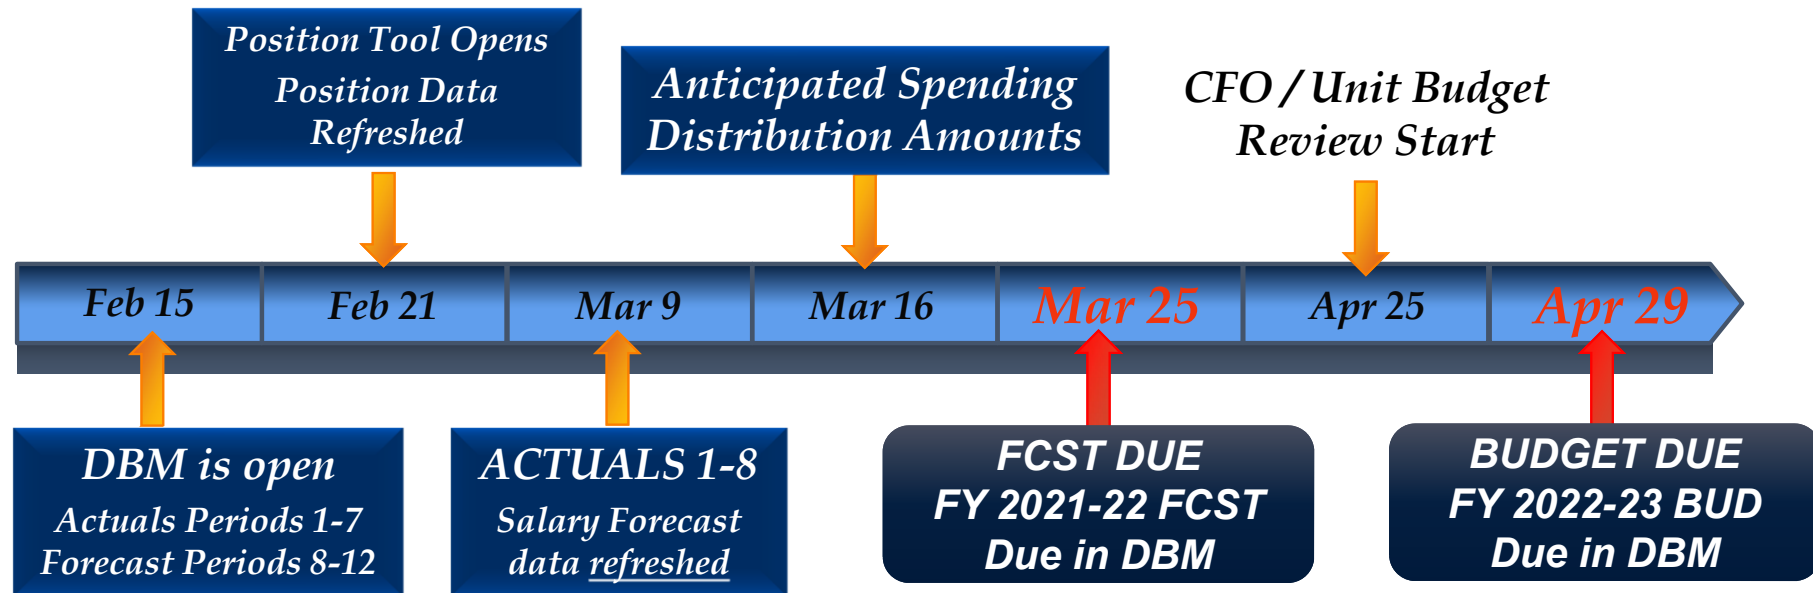 Position Tool Opens
Position Data
Refreshed
Anticipated Spending
Distribution Amounts
CFO / Unit Budget
Review Start
Feb 15
Feb 21
Mar 9
Mar 16
Mar 25
Apr 25
Apr 29
DBM is open
Actuals Periods 1-7
Forecast Periods 8-12
ACTUALS 1-8
Salary Forecast
data refreshed
FCST DUE
FY 2021-22 FCST
Due in DBM
BUDGET DUE
FY 2022-23 BUD
Due in DBM